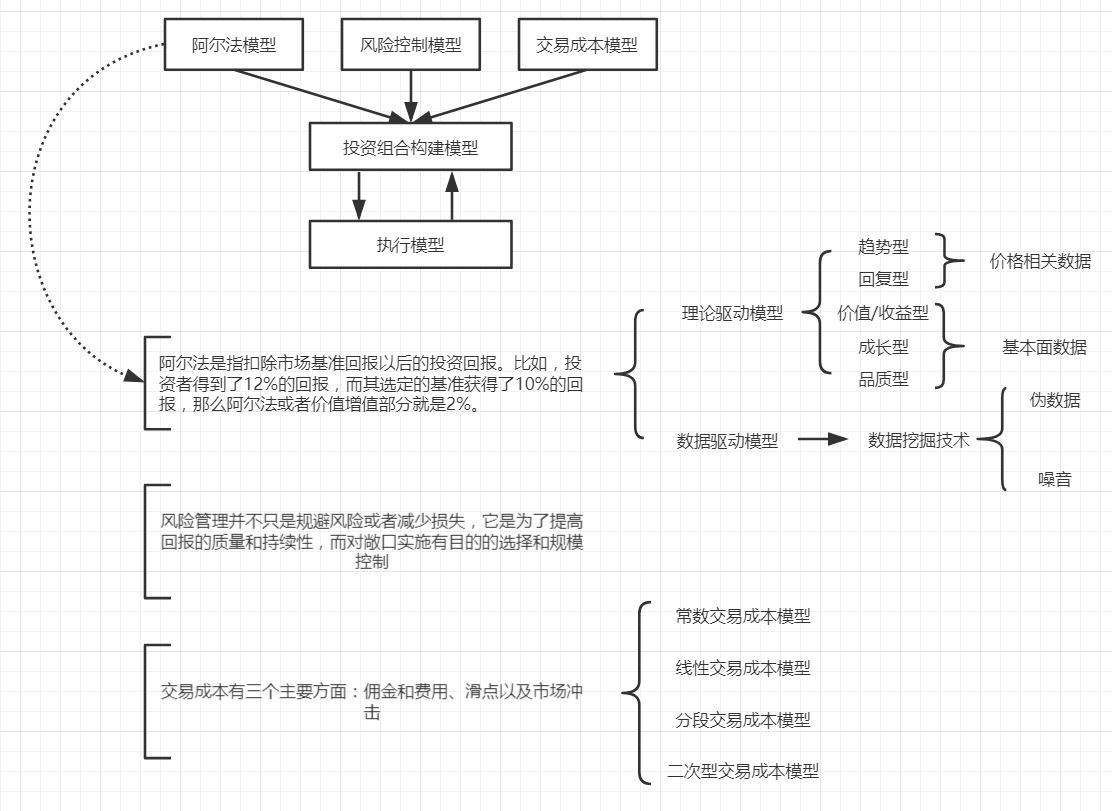 阿尔法模型
风险控制模型
交易成本模型
投资组合构建模型
执行模型
趋势型
回复型
价格相关数据
理论驱动模型
价值/收益型
成长型
品质型
基本面数据
阿尔法是指扣除市场基准回报以后的投资回报。比如，投
资者得到了12%的回报，而其选定的基准获得了10%的回
报，那么阿尔法或者价值增值部分就是2%。
数据驱动模型
数据挖掘技术
伪数据
噪音
风险管理并不只是规避风险或者减少损失，它是为了提高
回报的质量和持续性，而对敞口实施有目的的选择和规模
控制
交易成本有三个主要方面：佣金和费用、滑点以及市场冲
击
常数交易成本模型
线性交易成本模型
分段交易成本模型
二次型交易成本模型